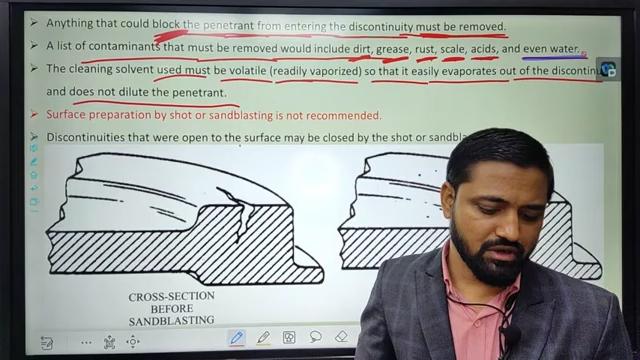 Anything that could block the penetrant from entering the discontinuity must be removed.
A list of contaminants that must be removed would include dirt, grease, rust, scale, acids, and even water.
The cleaning solvent used must be volatile (readily vaporized) so that it easily evaporates out of the
and does not dilute the penetrant.
Surface preparation by shot or sandblasting is not recommended.
Discontinuities that were open to the surface may be closed by the shot or
CROSS-SECTION
BEFORE
SANDBLASTING